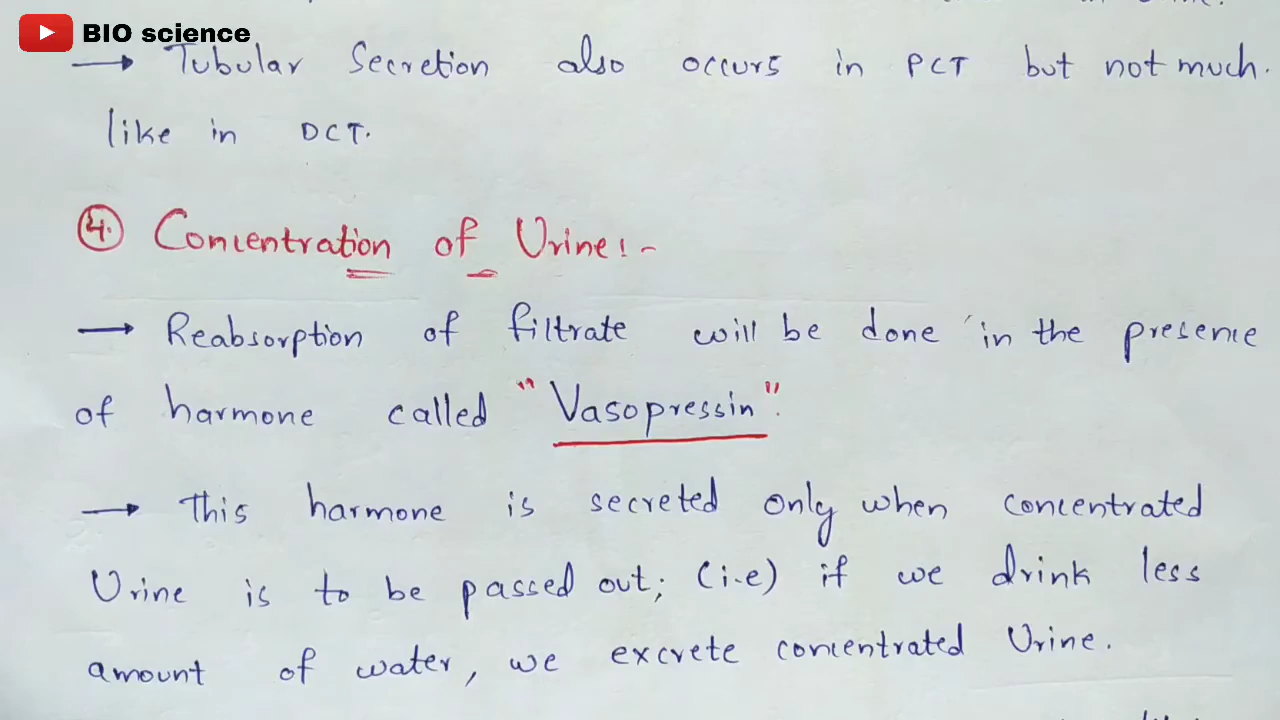 BIO science
→ Tubular Secretion also occurs in PCT but not much
like in DCT.
4. Concentration of Urine:-
→ Reabsorption of filtrate will be done in the presence
of harmone called "Vasopressin".
→ This harmone is secreted only when concentrated
Urine is to be passed out; (i.e) if we drink less
amount of water, we excrete concentrated Urine.